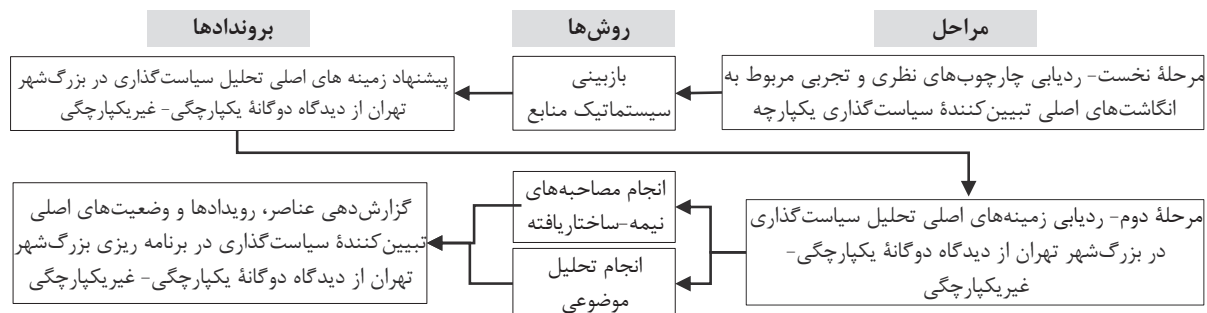 مراحل
روش‌ها
بروندادها
مرحلهٔ نخست- ردیابی چارچوب‌های نظری و تجربی مربوط به
انگاشت‌های اصلی تبیین‌کنندهٔ سیاست‌گذاری یکپارچه
بازبینی
سیستماتیک منابع
پیشنهاد زمینه های اصلی تحلیل سیاست‌گذاری در بزرگ‌شهر
تهران از دیدگاه دوگانهٔ یکپارچگی- غیریکپارچگی
مرحلهٔ دوم- ردیابی زمینه‌های اصلی تحلیل سیاست‌گذاری
در بزرگ‌شهر تهران از دیدگاه دوگانهٔ یکپارچگی-
غیریکپارچگی
انجام مصاحبه‌های
نیمه-ساختاریافته
انجام تحلیل
موضوعی
گزارش‌دهی عناصر، رویدادها و وضعیت‌های اصلی
تبیین‌کنندهٔ سیاست‌گذاری در برنامه ریزی بزرگ‌شهر
تهران از دیدگاه دوگانهٔ یکپارچگی- غیریکپارچگی